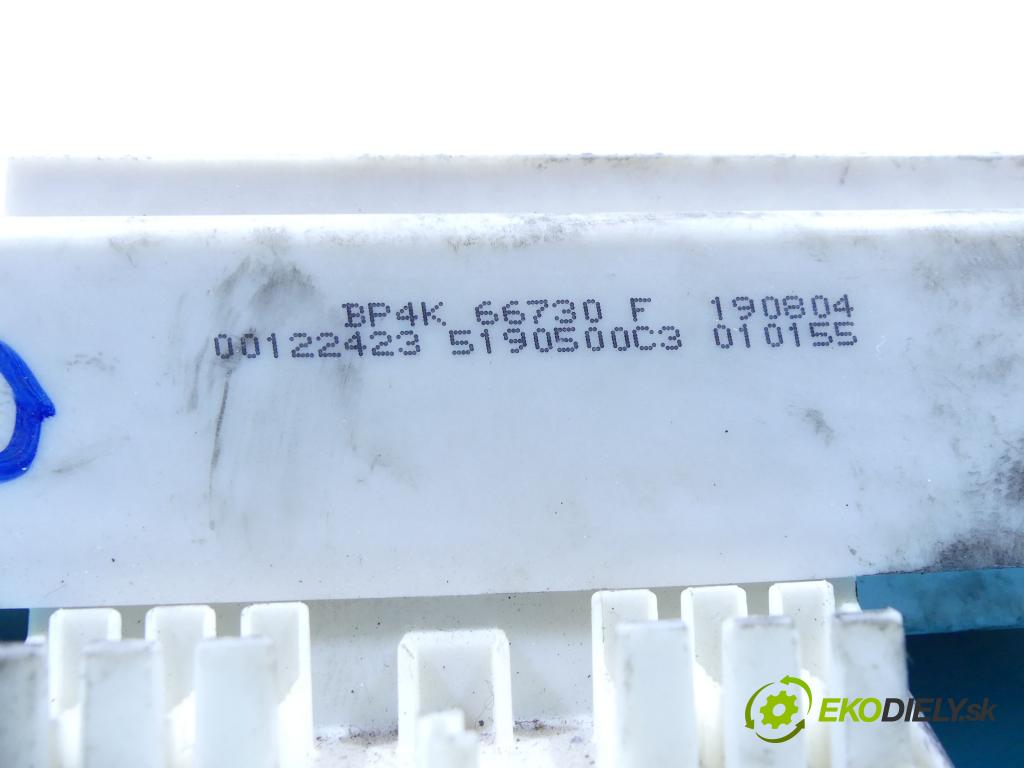 BP4K 66730 F 190804
00122423 5190500C3 010155
EKODIELY.sk